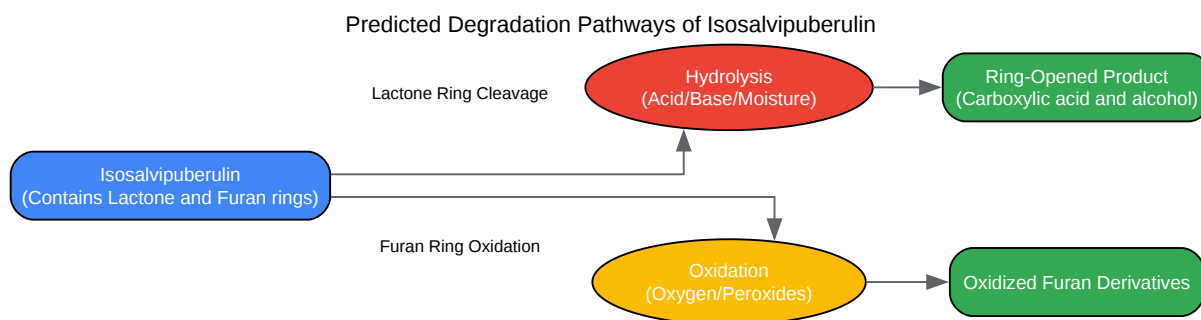 Predicted Degradation Pathways of Isosalvipuberulin
Lactone Ring Cleavage
Hydrolysis
(Acid/Base/Moisture)
Ring-Opened Product
(Carboxylic acid and alcohol)
Isosalvipuberulin
(Contains Lactone and Furan rings)
Furan Ring Oxidation
Oxidation
(Oxygen/Peroxides)
Oxidized Furan Derivatives